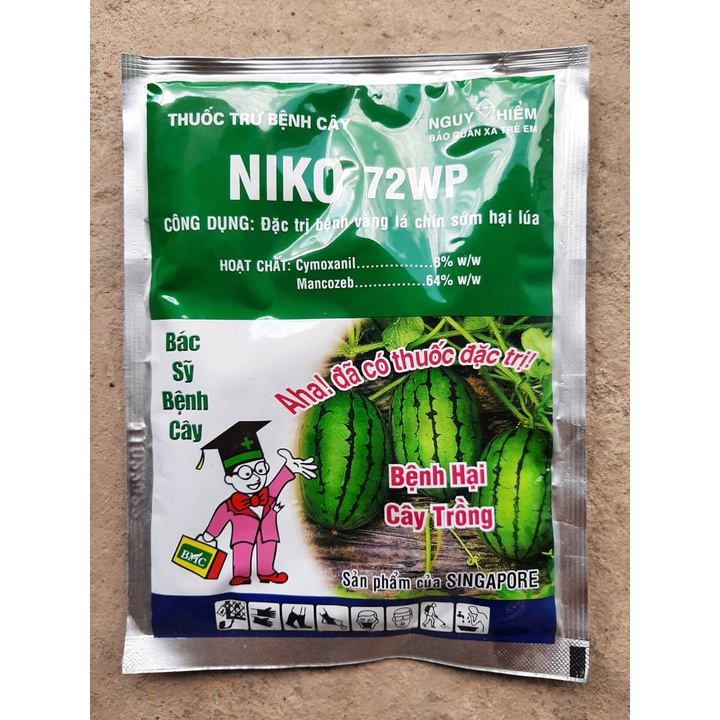 THUỐC TRỪ BỆNH CÂY
NGUY HIỂM
BẢO QUẢN XA TRẺ EM
NIKO 72WP
CÔNG DỤNG: Đặc trị bệnh vàng lá chín sớm hại lúa
HOẠT CHẤT: Cymoxanil...............8% w/w
Mancozeb...............64% w/w
Bác
Sỹ
Bệnh
Cây
Aha! đã có thuốc đặc trị!
Bệnh Hại
Cây Trồng
BMC
Sản phẩm của SINGAPORE